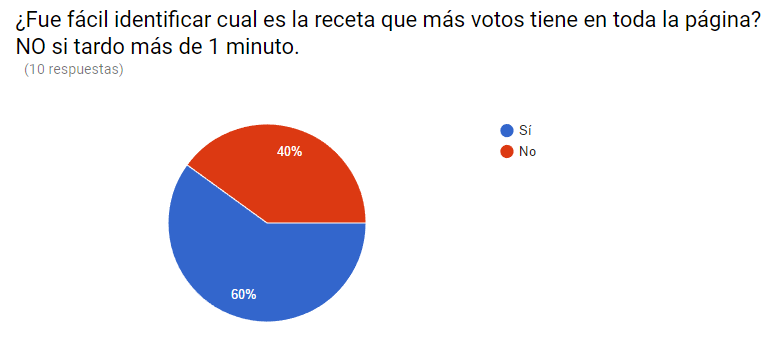 ¿Fue fácil identificar cual es la receta que más votos tiene en toda la página?
NO si tardo más de 1 minuto.
(10 respuestas)
Sí
No
40%
60%